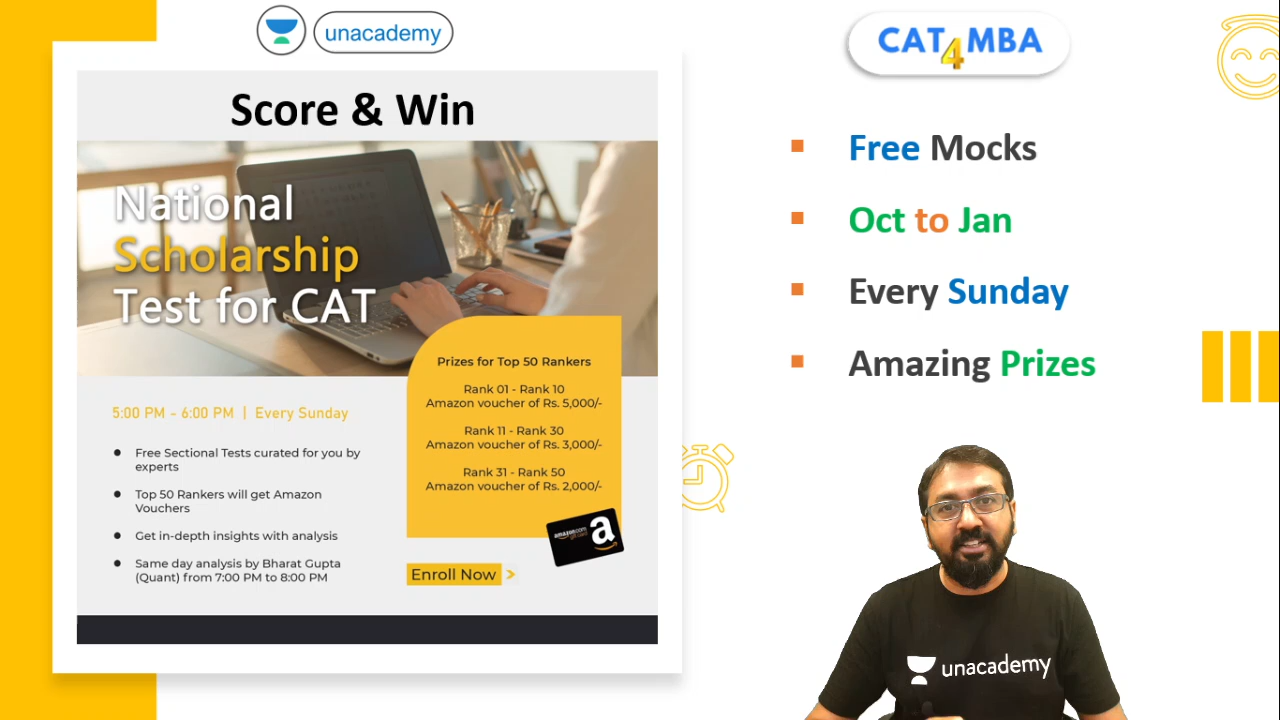 unacademy
Score & Win
National
Scholarship
Test for CAT
Prizes for Top 50 Rankers
Rank 01 - Rank 10
Amazon voucher of Rs. 5,000/-
Rank 11 - Rank 30
Amazon voucher of Rs. 3,000/-
Rank 31 - Rank 50
Amazon voucher of Rs. 2,000/-
5:00 PM - 6:00 PM | Every Sunday
Free Sectional Tests curated for you by
experts
Top 50 Rankers will get Amazon
Vouchers
Get in-depth insights with analysis
Same day analysis by Bharat Gupta
(Quant) from 7:00 PM to 8:00 PM
Enroll Now >
CAT4MBA
Free Mocks
Oct to Jan
Every Sunday
Amazing Prizes
unacademy